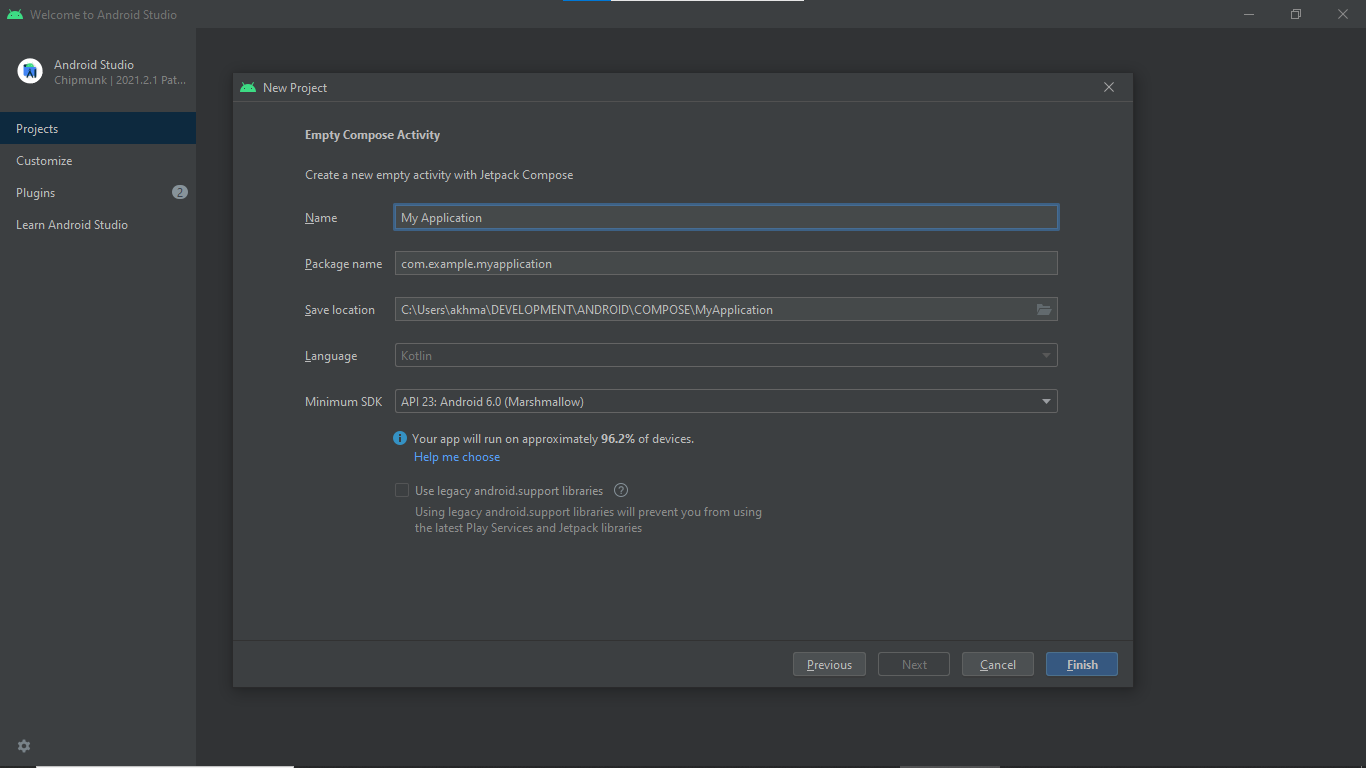 Welcome to Android Studio
Android Studio
Chipmunk | 2021.2.1 Pat...
Projects
Customize
Plugins 2
Learn Android Studio
New Project
Empty Compose Activity
Create a new empty activity with Jetpack Compose
Name My Application
Package name com.example.myapplication
Save location C:\Users\akhma\DEVELOPMENT\ANDROID\COMPOSE\MyApplication
Language Kotlin
Minimum SDK API 23: Android 6.0 (Marshmallow)
Your app will run on approximately 96.2% of devices.
Help me choose
Use legacy android.support libraries ?
Using legacy android.support libraries will prevent you from using
the latest Play Services and Jetpack libraries
Previous Next Cancel Finish